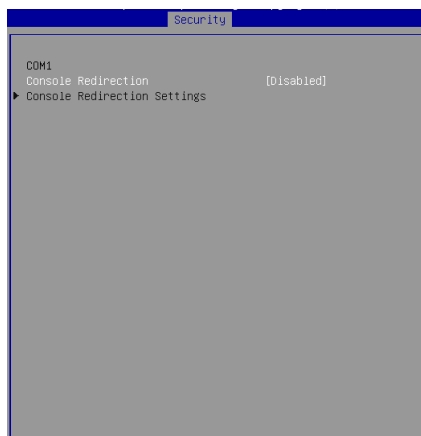 Security
COM1
Console Redirection [Disabled]
Console Redirection Settings